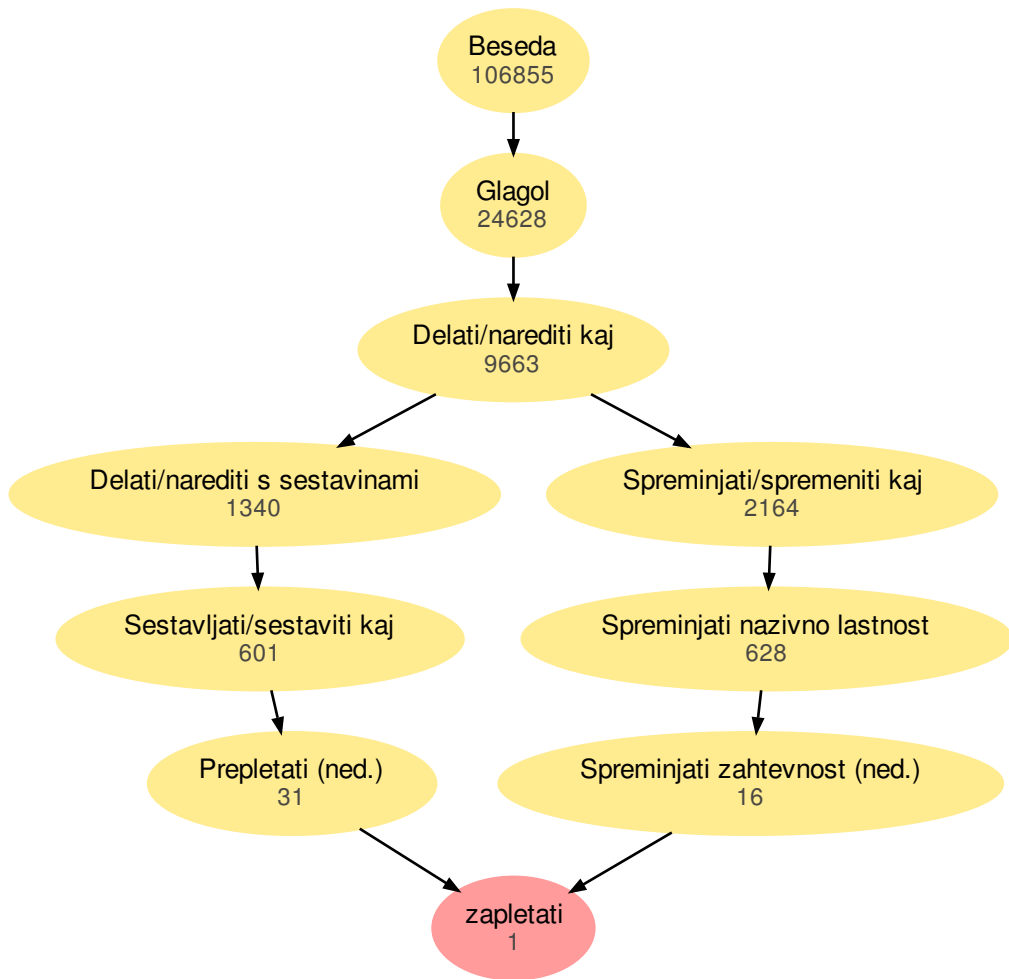 Beseda
106855
Glagol
24628
Delati/narediti kaj
9663
Delati/narediti s sestavinami
1340
Spreminjati/spremeniti kaj
2164
Sestavljati/sestaviti kaj
601
Spreminjati nazivno lastnost
628
Prepletati (ned.)
31
Spreminjati zahtevnost (ned.)
16
zapletati
1